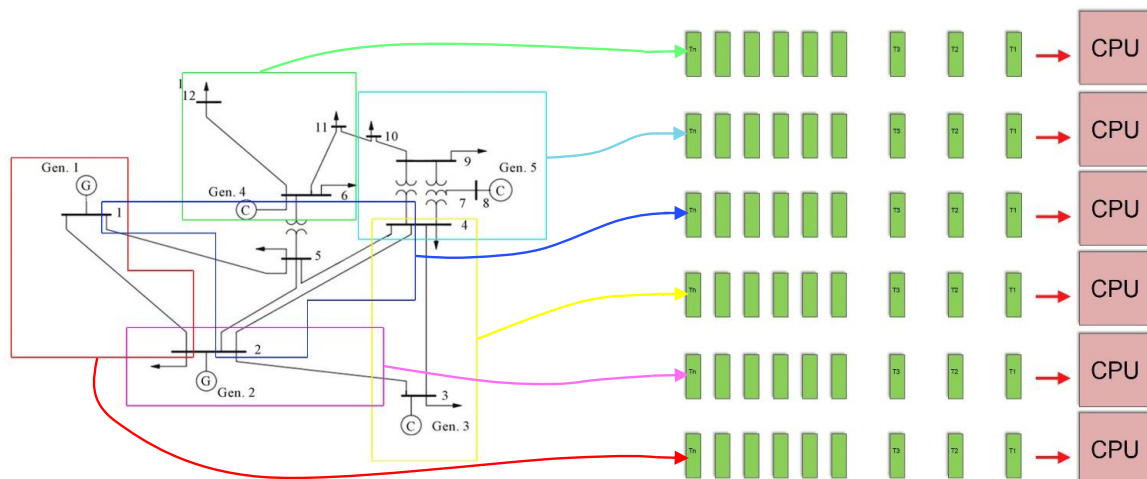 Tn T3 T2 T1 CPU
1
12
11
10
9
Gen. 5
C
7
8
Gen. 4
C
6
Tn T3 T2 T1 CPU
Gen. 1
G
1
4
5
Tn T3 T2 T1 CPU
Tn T3 T2 T1 CPU
2
G
Gen. 2
3
C
Gen. 3
Tn T3 T2 T1 CPU
Tn T3 T2 T1 CPU